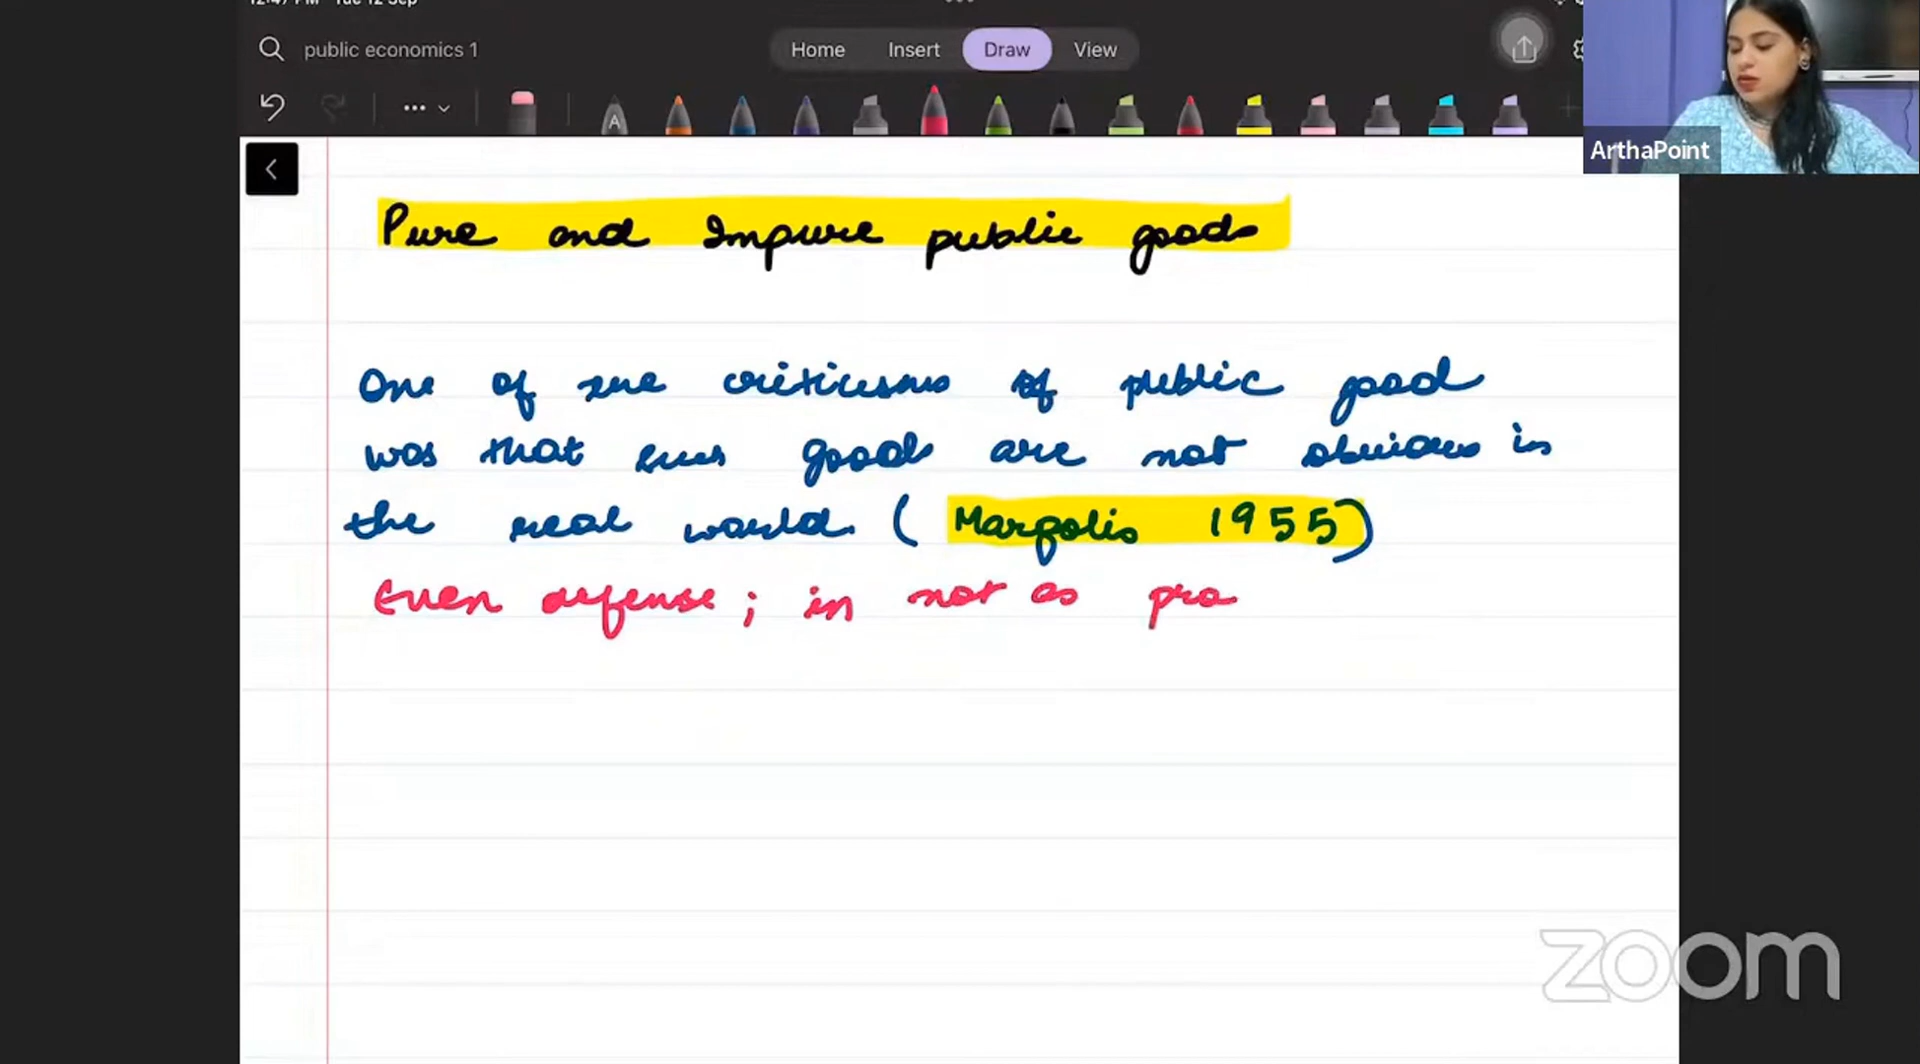 public economics 1
Home Insert Draw View
A
ArthaPoint
Pure and Impure public goods
One of the criticisms of public good
was that such goods are not obvious in
the real world. (Margolis 1955)
Even defense; in not as pra
zoom